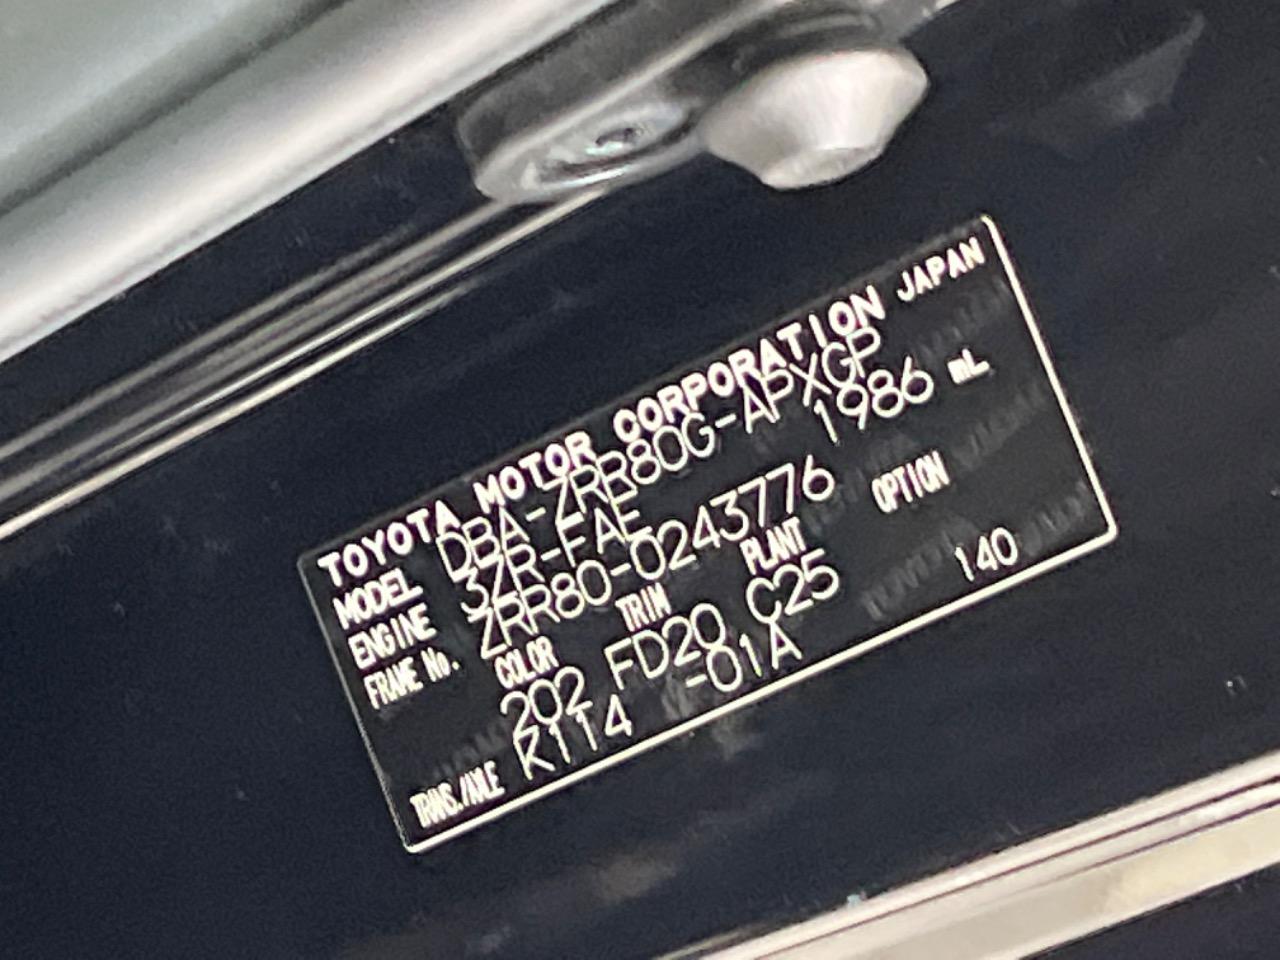 TOYOTA MOTOR CORPORATION JAPAN
MODEL DBA-ZRR80G-APXGP
ENGINE 3ZR-FAE 1986 mL
FRAME No. ZRR80-0243776
COLOR TRIM PLANT OPTION
202 FD20 C25 140
TRANS./AXLE K114 -01A